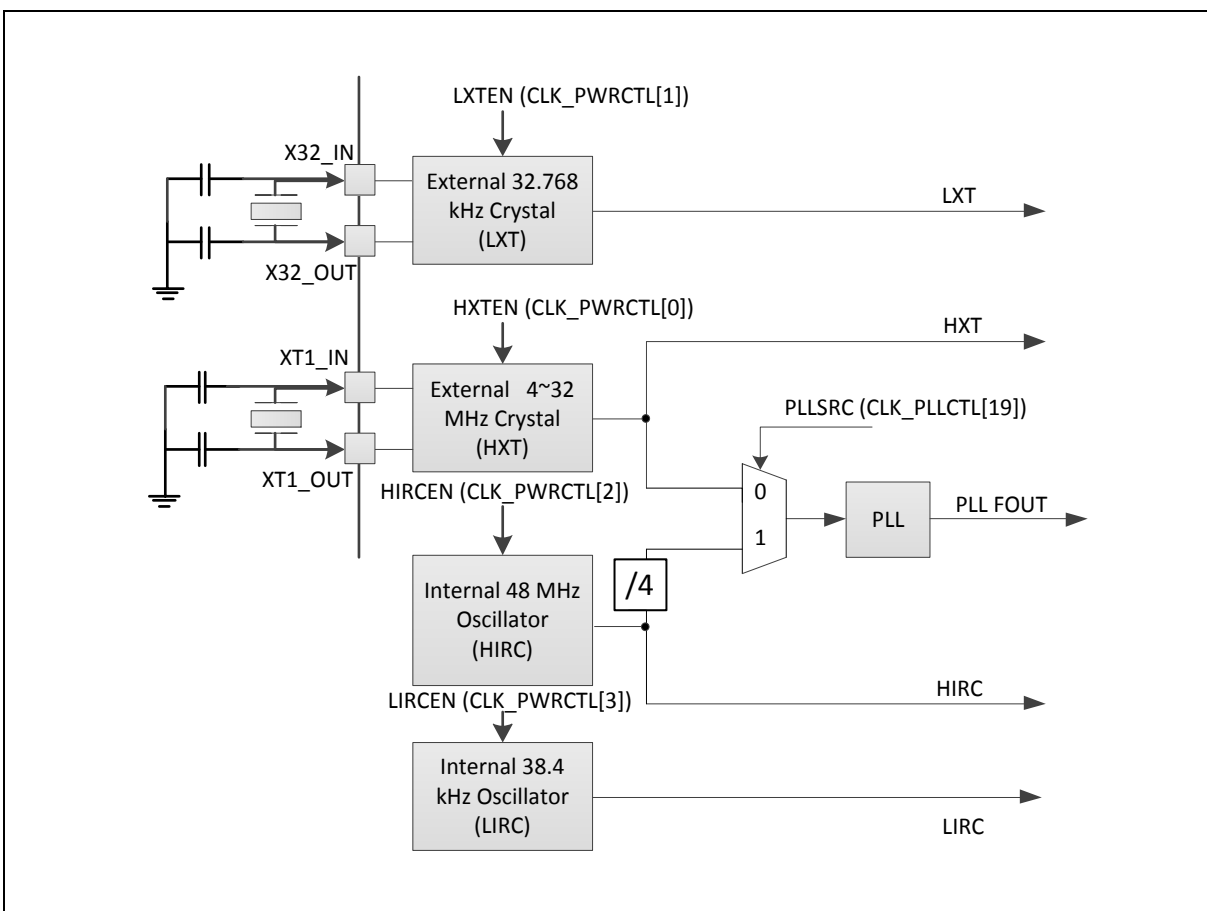 LXTEN (CLK_PWRCTL[1])
X32_IN
External 32.768
kHz Crystal
(LXT)
LXT
X32_OUT
HXTEN (CLK_PWRCTL[0])
HXT
XT1_IN
External 4~32
MHz Crystal
(HXT)
PLLSRC (CLK_PLLCTL[19])
XT1_OUT
HIRCEN (CLK_PWRCTL[2])
0
1
PLL
PLL FOUT
/4
Internal 48 MHz
Oscillator
(HIRC)
HIRC
LIRCEN (CLK_PWRCTL[3])
Internal 38.4
kHz Oscillator
(LIRC)
LIRC